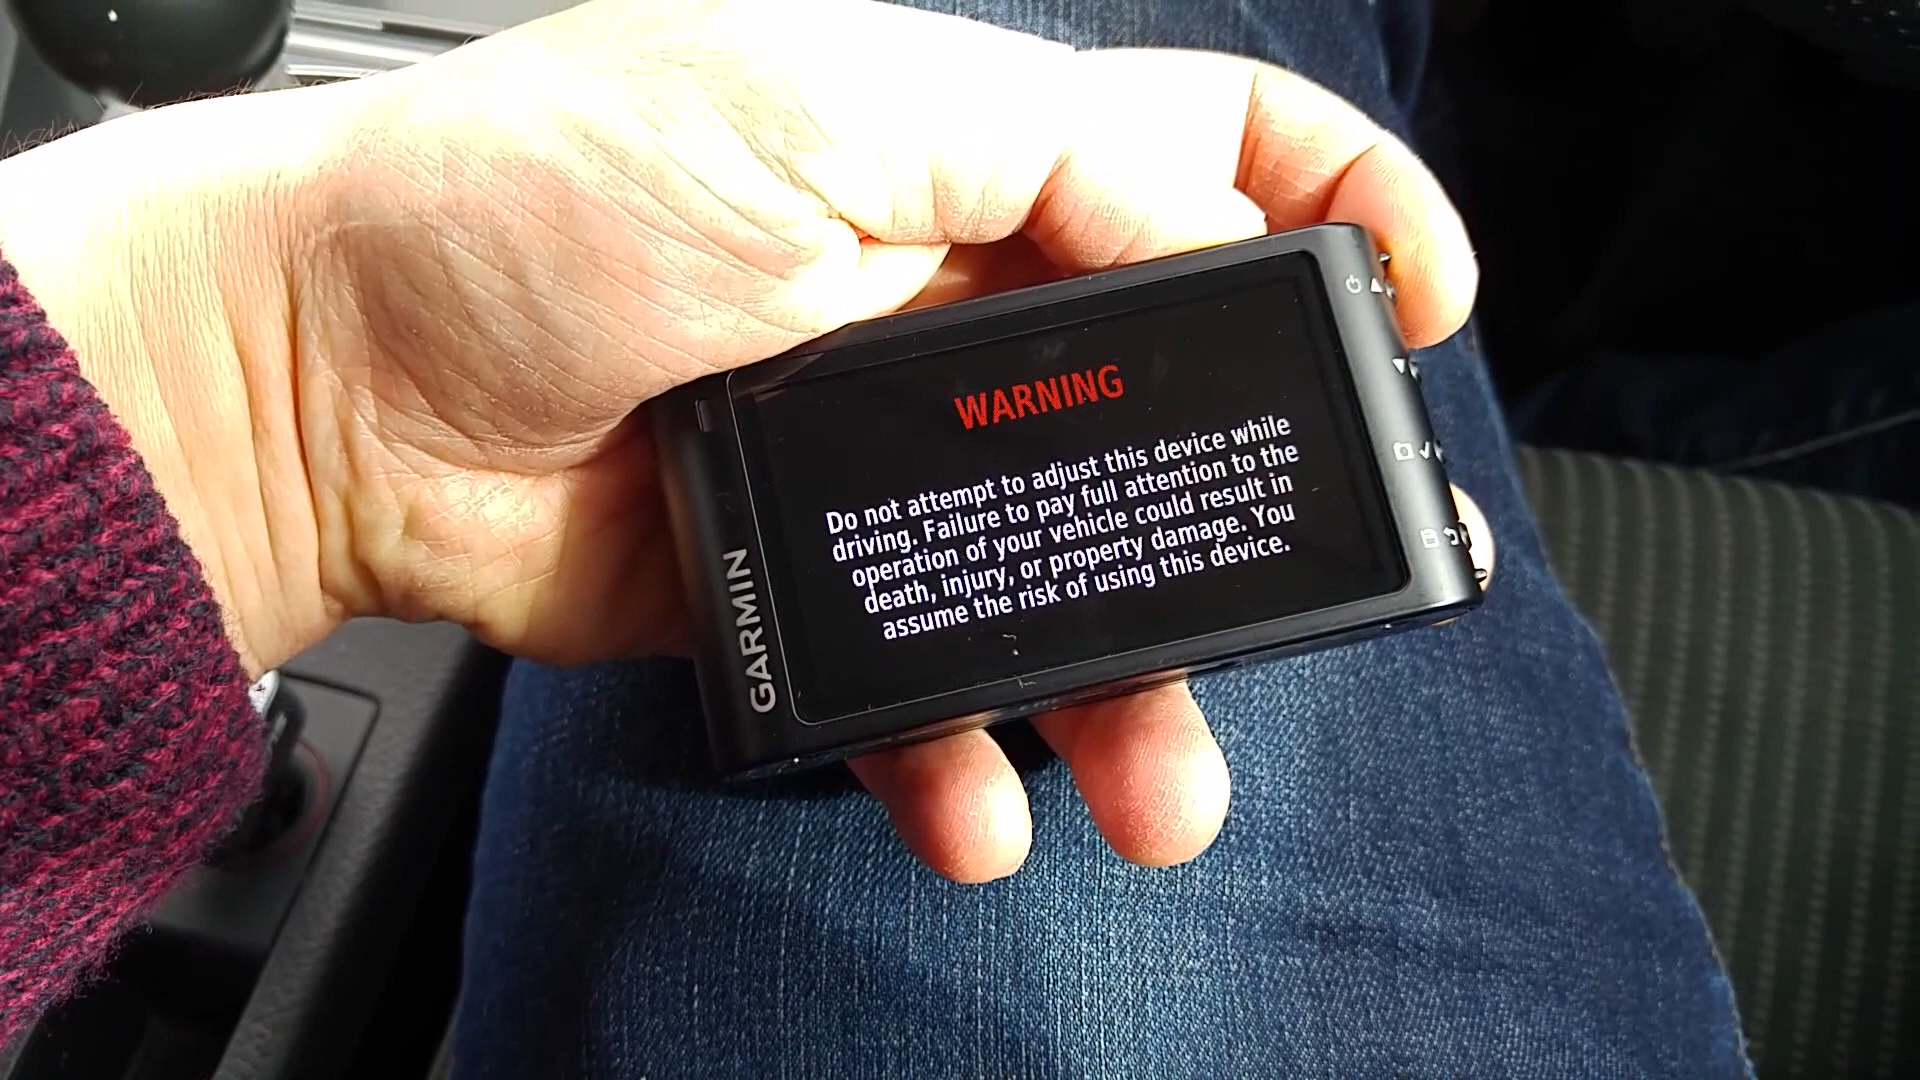 WARNING
Do not attempt to adjust this device while
driving. Failure to pay full attention to the
operation of your vehicle could result in
death, injury, or property damage. You
assume the risk of using this device.
GARMIN